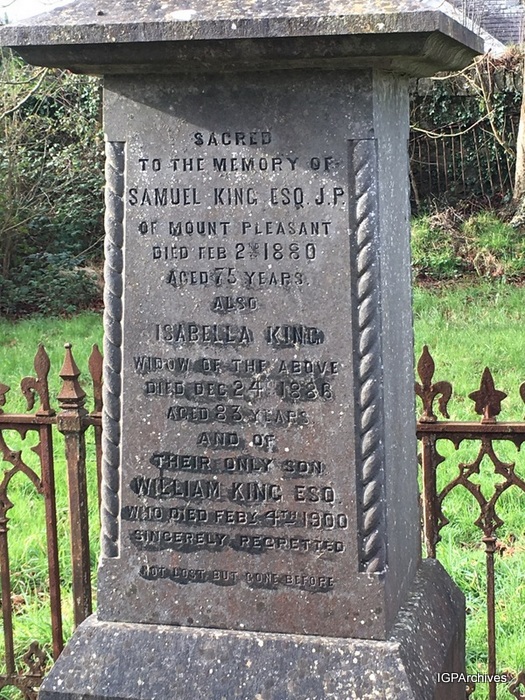 SACRED
TO THE MEMORY OF
SAMUEL KING ESQ. J.P.
OF MOUNT PLEASANT
DIED FEB 2ND 1880
AGED 75 YEARS.
ALSO
ISABELLA KING
WIDOW OF THE ABOVE
DIED DEC 24TH 1888
AGED 83 YEARS
AND OF
THEIR ONLY SON
WILLIAM KING ESQ.
WHO DIED FEBY 4TH 1900
SINCERELY REGRETTED
NOT LOST BUT GONE BEFORE
IGPArchives